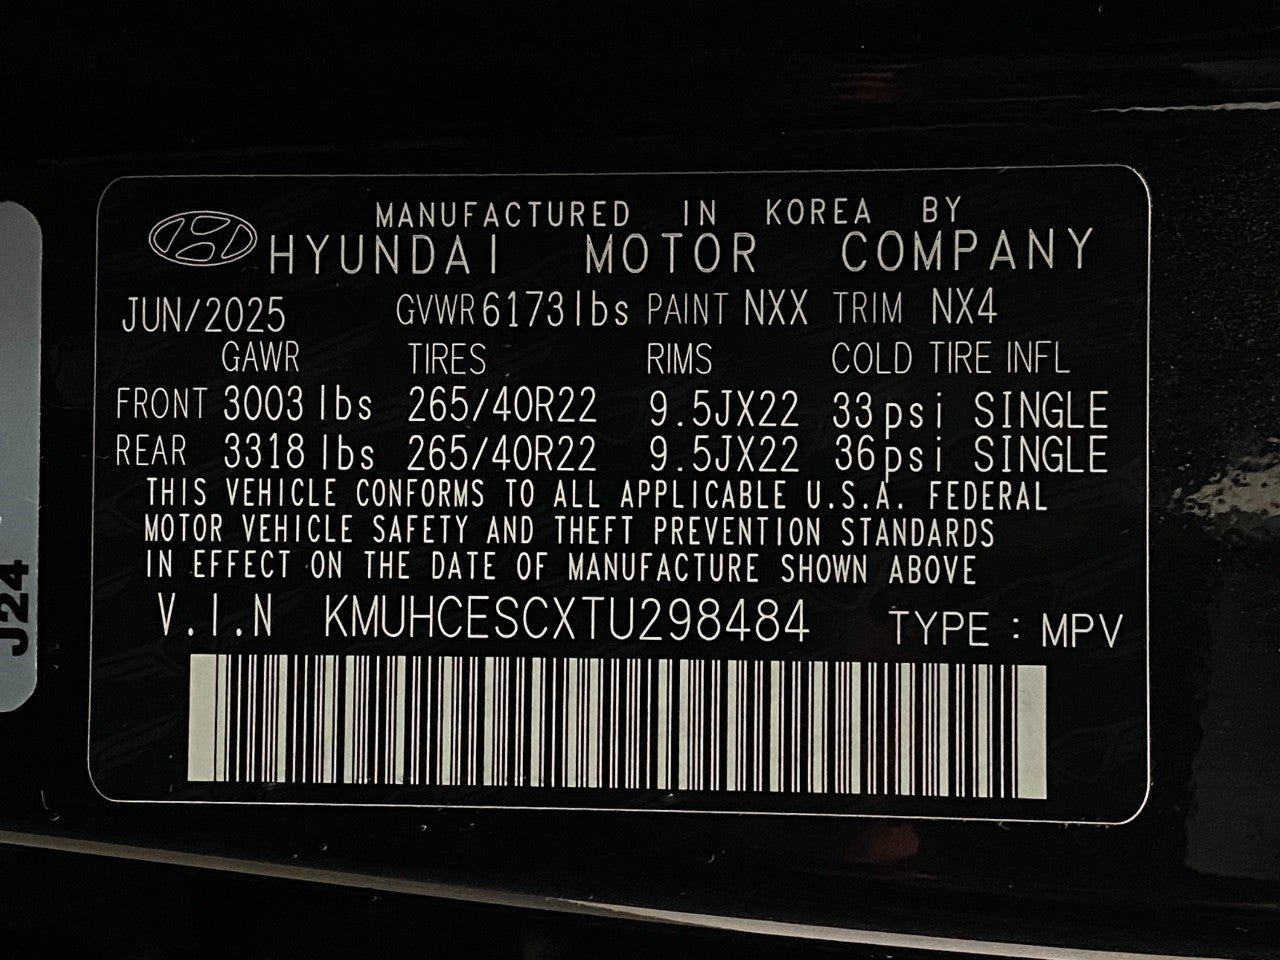 MANUFACTURED IN KOREA BY
HYUNDAI MOTOR COMPANY
JUN/2025 GVWR 6173lbs PAINT NXX TRIM NX4
GAWR TIRES RIMS COLD TIRE INFL
FRONT 3003 lbs 265/40R22 9.5JX22 33psi SINGLE
REAR 3318 lbs 265/40R22 9.5JX22 36psi SINGLE
THIS VEHICLE CONFORMS TO ALL APPLICABLE U.S.A. FEDERAL
MOTOR VEHICLE SAFETY AND THEFT PREVENTION STANDARDS
IN EFFECT ON THE DATE OF MANUFACTURE SHOWN ABOVE
V.I.N KMUHCESCXTU298484 TYPE : MPV
J24